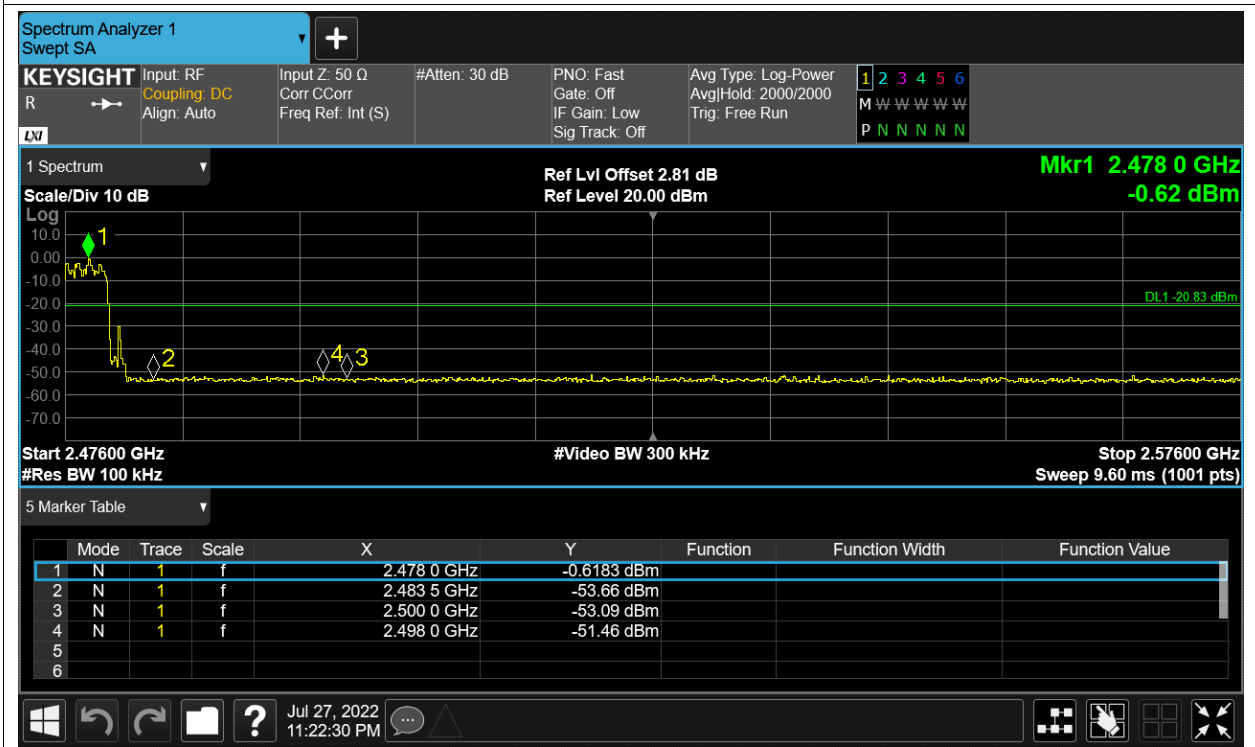 Spectrum Analyzer 1
Swept SA
KEYSIGHT Input: RF Input Z: 50 Ω #Atten: 30 dB PNO: Fast Avg Type: Log-Power 1 2 3 4 5 6
R Coupling: DC Corr CCorr Gate: Off Avg|Hold: 2000/2000 M W W W W W
Align: Auto Freq Ref: Int (S) IF Gain: Low Trig: Free Run
LXI Sig Track: Off P N N N N N
1 Spectrum Ref Lvl Offset 2.81 dB Mkr1 2.478 0 GHz
Scale/Div 10 dB Ref Level 20.00 dBm -0.62 dBm
Log
10.0 1
0.00
-10.0
-20.0 DL1 -20.83 dBm
-30.0
-40.0 2 4 3
-50.0
-60.0
-70.0
Start 2.47600 GHz #Video BW 300 kHz Stop 2.57600 GHz
#Res BW 100 kHz Sweep 9.60 ms (1001 pts)
5 Marker Table
Mode Trace Scale X Y Function Function Width Function Value
1 N 1 f 2.478 0 GHz -0.6183 dBm
2 N 1 f 2.483 5 GHz -53.66 dBm
3 N 1 f 2.500 0 GHz -53.09 dBm
4 N 1 f 2.498 0 GHz -51.46 dBm
5
6
? Jul 27, 2022
11:22:30 PM